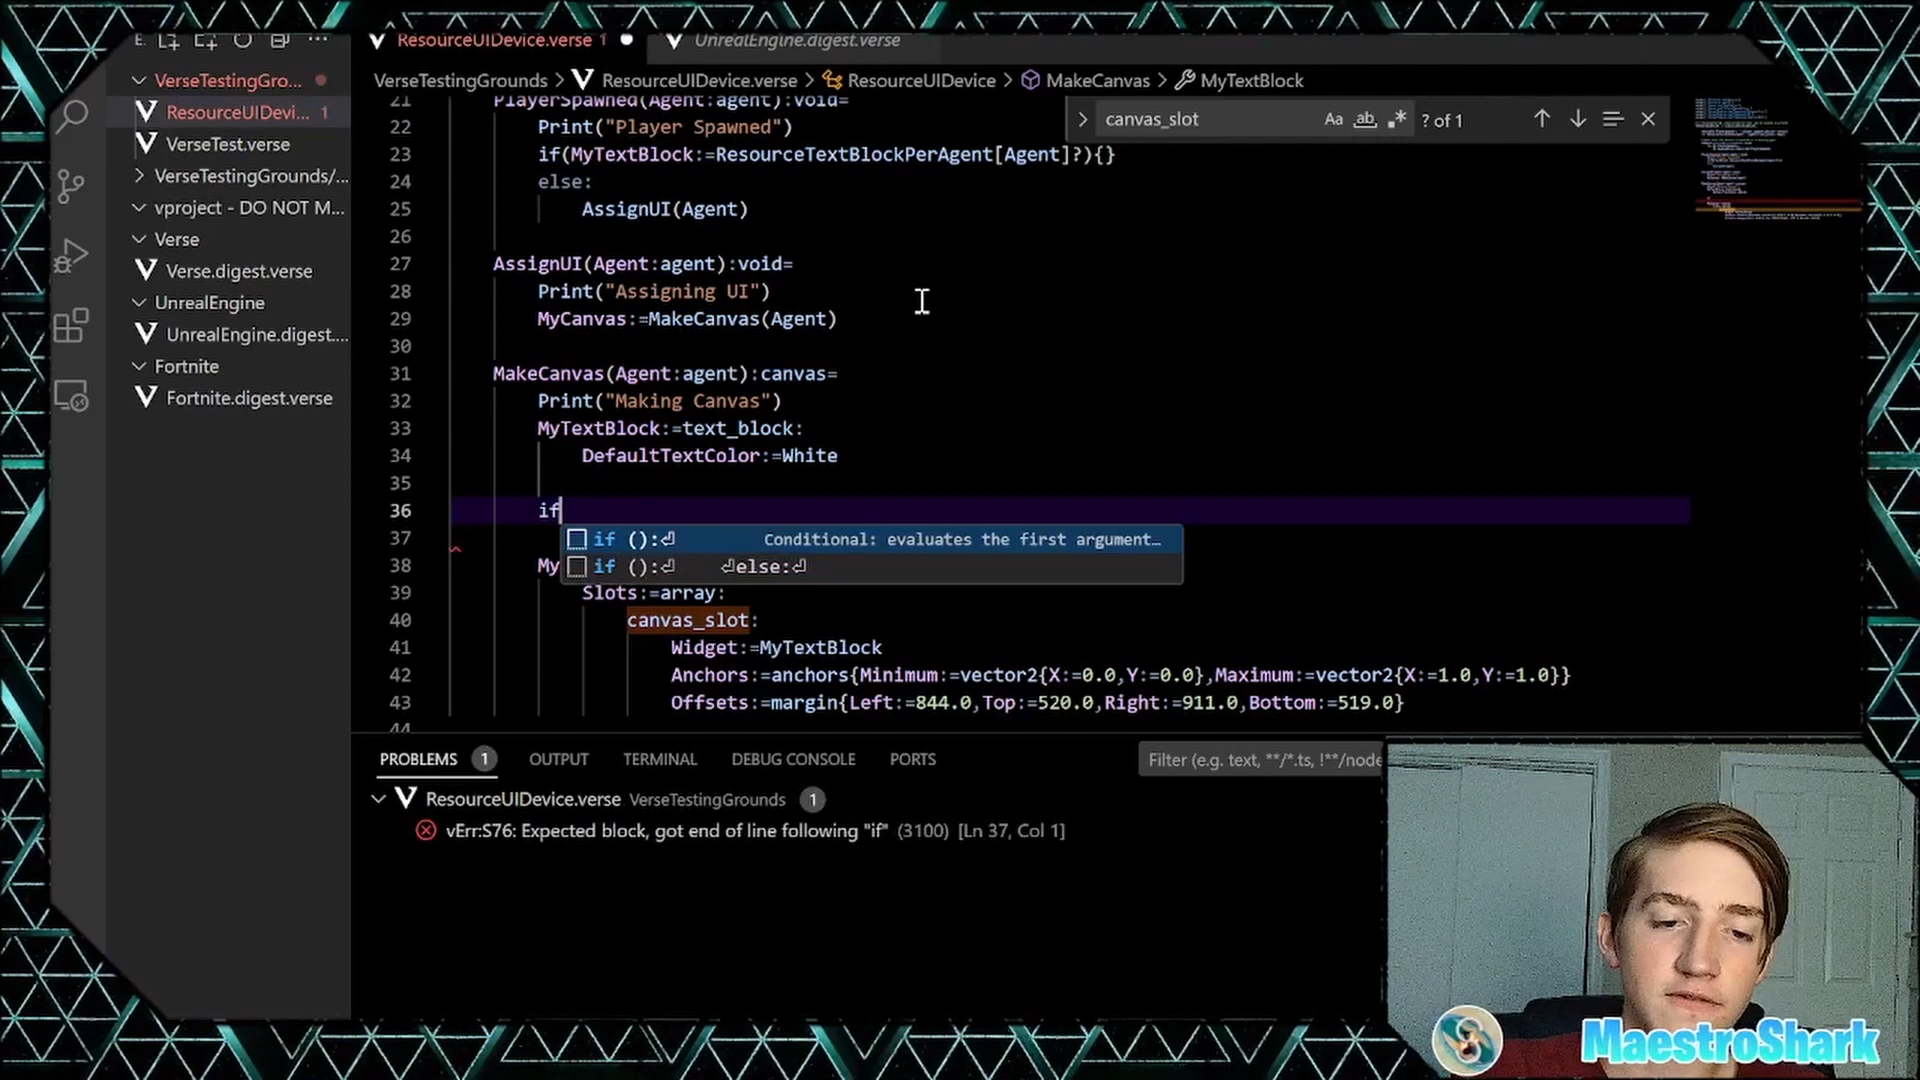 E. ...
ResourceUIDevice.verse 1
UnrealEngine.digest.verse
VerseTestingGro...
ResourceUIDevi... 1
VerseTest.verse
VerseTestingGrounds/...
vproject - DO NOT M...
Verse
Verse.digest.verse
UnrealEngine
UnrealEngine.digest....
Fortnite
Fortnite.digest.verse
VerseTestingGrounds > ResourceUIDevice.verse > ResourceUIDevice > MakeCanvas > MyTextBlock
canvas_slot Aa ab .* ? of 1
21 PlayerSpawned(Agent:agent):void=
22 Print("Player Spawned")
23 if(MyTextBlock:=ResourceTextBlockPerAgent[Agent]?){}
24 else:
25 AssignUI(Agent)
26
27 AssignUI(Agent:agent):void=
28 Print("Assigning UI")
29 MyCanvas:=MakeCanvas(Agent)
30
31 MakeCanvas(Agent:agent):canvas=
32 Print("Making Canvas")
33 MyTextBlock:=text_block:
34 DefaultTextColor:=White
35
36 if
37 if ():⏎ Conditional: evaluates the first argument…
38 My if ():⏎ ⏎else:⏎
39 Slots:=array:
40 canvas_slot:
41 Widget:=MyTextBlock
42 Anchors:=anchors{Minimum:=vector2{X:=0.0,Y:=0.0},Maximum:=vector2{X:=1.0,Y:=1.0}}
43 Offsets:=margin{Left:=844.0,Top:=520.0,Right:=911.0,Bottom:=519.0}
44
PROBLEMS 1 OUTPUT TERMINAL DEBUG CONSOLE PORTS Filter (e.g. text, **/*.ts, !**/node
ResourceUIDevice.verse VerseTestingGrounds 1
vErr:S76: Expected block, got end of line following "if" (3100) [Ln 37, Col 1]
MaestroShark